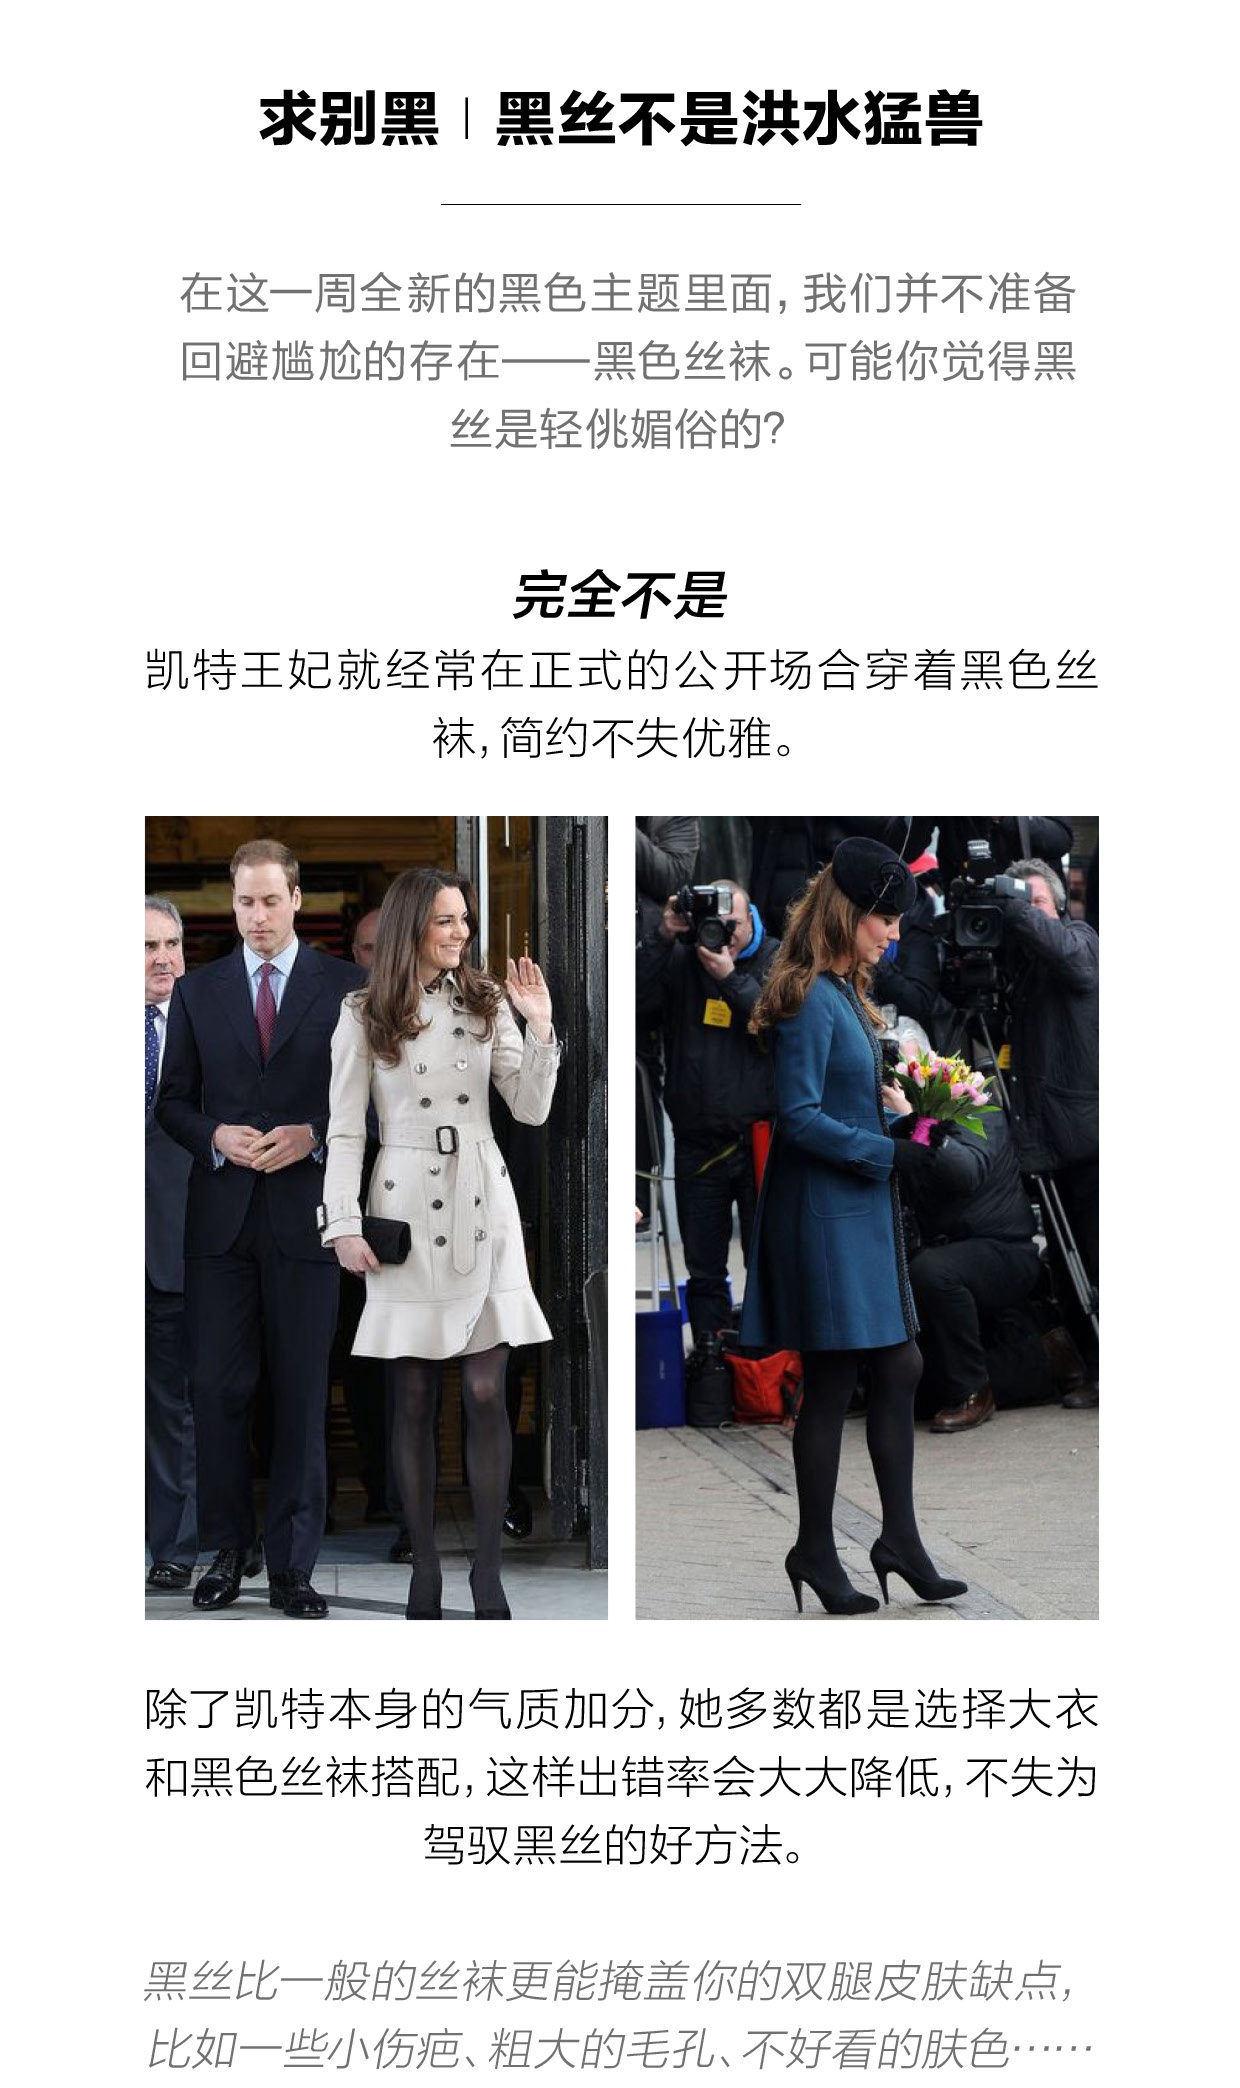 求别黑 | 黑丝不是洪水猛兽
在这一周全新的黑色主题里面，我们并不准备
回避尴尬的存在——黑色丝袜。可能你觉得黑
丝是轻佻媚俗的？
完全不是
凯特王妃就经常在正式的公开场合穿着黑色丝
袜，简约不失优雅。
除了凯特本身的气质加分，她多数都是选择大衣
和黑色丝袜搭配，这样出错率会大大降低，不失为
驾驭黑丝的好方法。
黑丝比一般的丝袜更能掩盖你的双腿皮肤缺点，
比如一些小伤疤、粗大的毛孔、不好看的肤色……